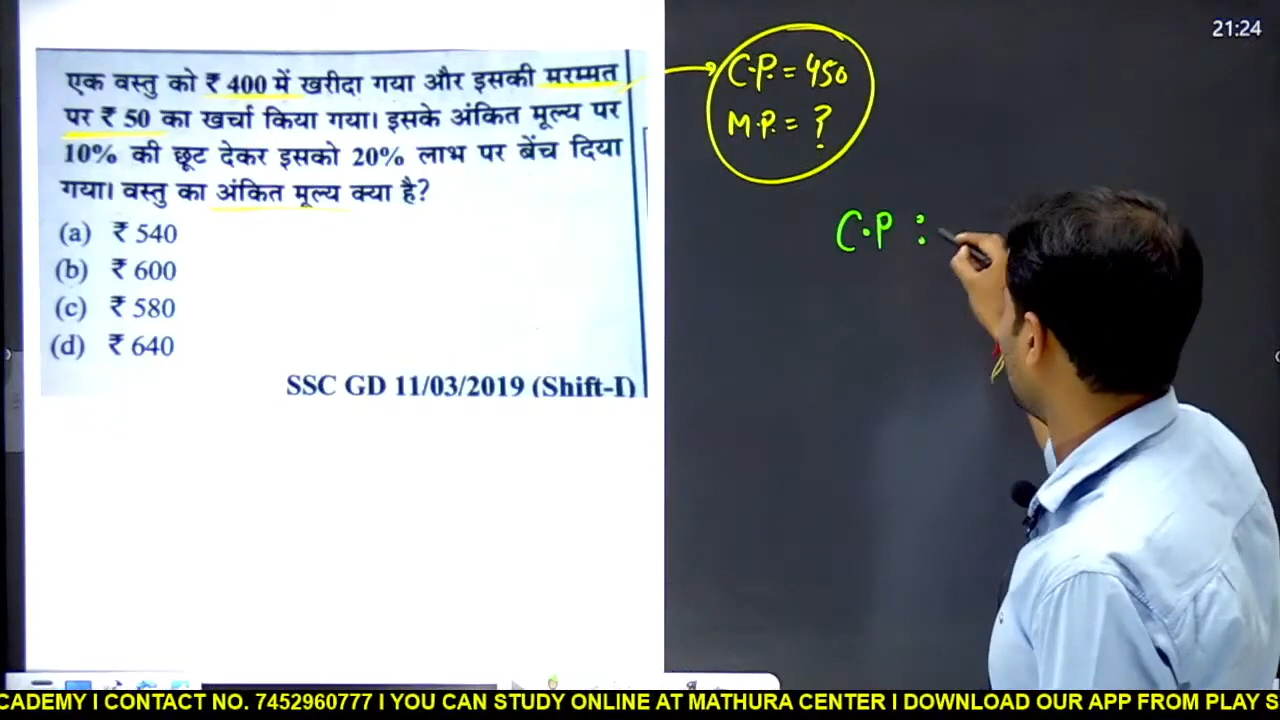 21:24
एक वस्तु को ₹ 400 में खरीदा गया और इसकी मरम्मत
पर ₹ 50 का खर्चा किया गया। इसके अंकित मूल्य पर
10% की छूट देकर इसको 20% लाभ पर बेंच दिया
गया। वस्तु का अंकित मूल्य क्या है?
(a) ₹ 540
(b) ₹ 600
(c) ₹ 580
(d) ₹ 640
SSC GD 11/03/2019 (Shift-I)
C.P. = 450
M.P. = ?
C.P :
CADEMY I CONTACT NO. 7452960777 I YOU CAN STUDY ONLINE AT MATHURA CENTER I DOWNLOAD OUR APP FROM PLAY S